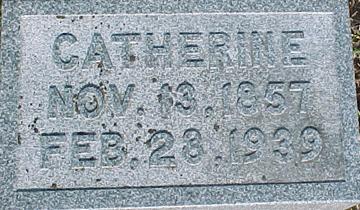 CATHERINE
NOV. 13, 1857
FEB. 28, 1939